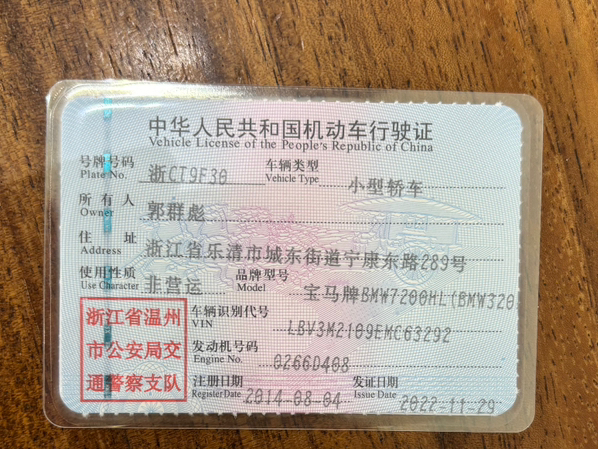 中华人民共和国机动车行驶证
Vehicle License of the People's Republic of China
号牌号码 浙CT9F30 车辆类型 小型轿车
Plate No. Vehicle Type
所有人 郭群彪
Owner
住址 浙江省乐清市城东街道宁康东路289号
Address
使用性质 非营运 品牌型号 宝马牌BMW7200HL(BMW320
Use Character Model
浙江省温州
市公安局交
通警察支队
车辆识别代号 LBV3M2109EMC63292
VIN
发动机号码 0266D408
Engine No.
注册日期 2014-08-04 发证日期 2022-11-29
Register Date Issue Date